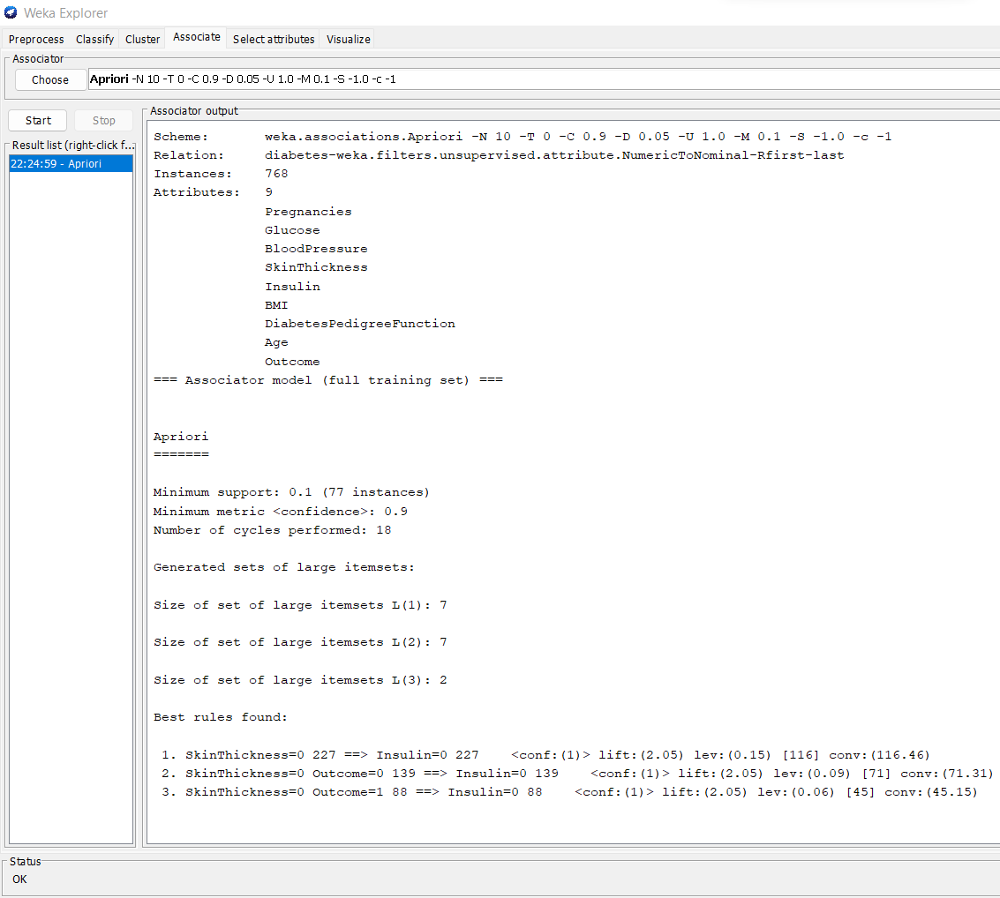 Weka Explorer
Preprocess Classify Cluster Associate Select attributes Visualize
Associator
Choose Apriori -N 10 -T 0 -C 0.9 -D 0.05 -U 1.0 -M 0.1 -S -1.0 -c -1
Start Stop
Result list (right-click f...
22:24:59 - Apriori
Associator output
Scheme: weka.associations.Apriori -N 10 -T 0 -C 0.9 -D 0.05 -U 1.0 -M 0.1 -S -1.0 -c -1
Relation: diabetes-weka.filters.unsupervised.attribute.NumericToNominal-Rfirst-last
Instances: 768
Attributes: 9
Pregnancies
Glucose
BloodPressure
SkinThickness
Insulin
BMI
DiabetesPedigreeFunction
Age
Outcome
=== Associator model (full training set) ===
Apriori
=======
Minimum support: 0.1 (77 instances)
Minimum metric <confidence>: 0.9
Number of cycles performed: 18
Generated sets of large itemsets:
Size of set of large itemsets L(1): 7
Size of set of large itemsets L(2): 7
Size of set of large itemsets L(3): 2
Best rules found:
1. SkinThickness=0 227 ==> Insulin=0 227 <conf:(1)> lift:(2.05) lev:(0.15) [116] conv:(116.46)
2. SkinThickness=0 Outcome=0 139 ==> Insulin=0 139 <conf:(1)> lift:(2.05) lev:(0.09) [71] conv:(71.31)
3. SkinThickness=0 Outcome=1 88 ==> Insulin=0 88 <conf:(1)> lift:(2.05) lev:(0.06) [45] conv:(45.15)
Status
OK